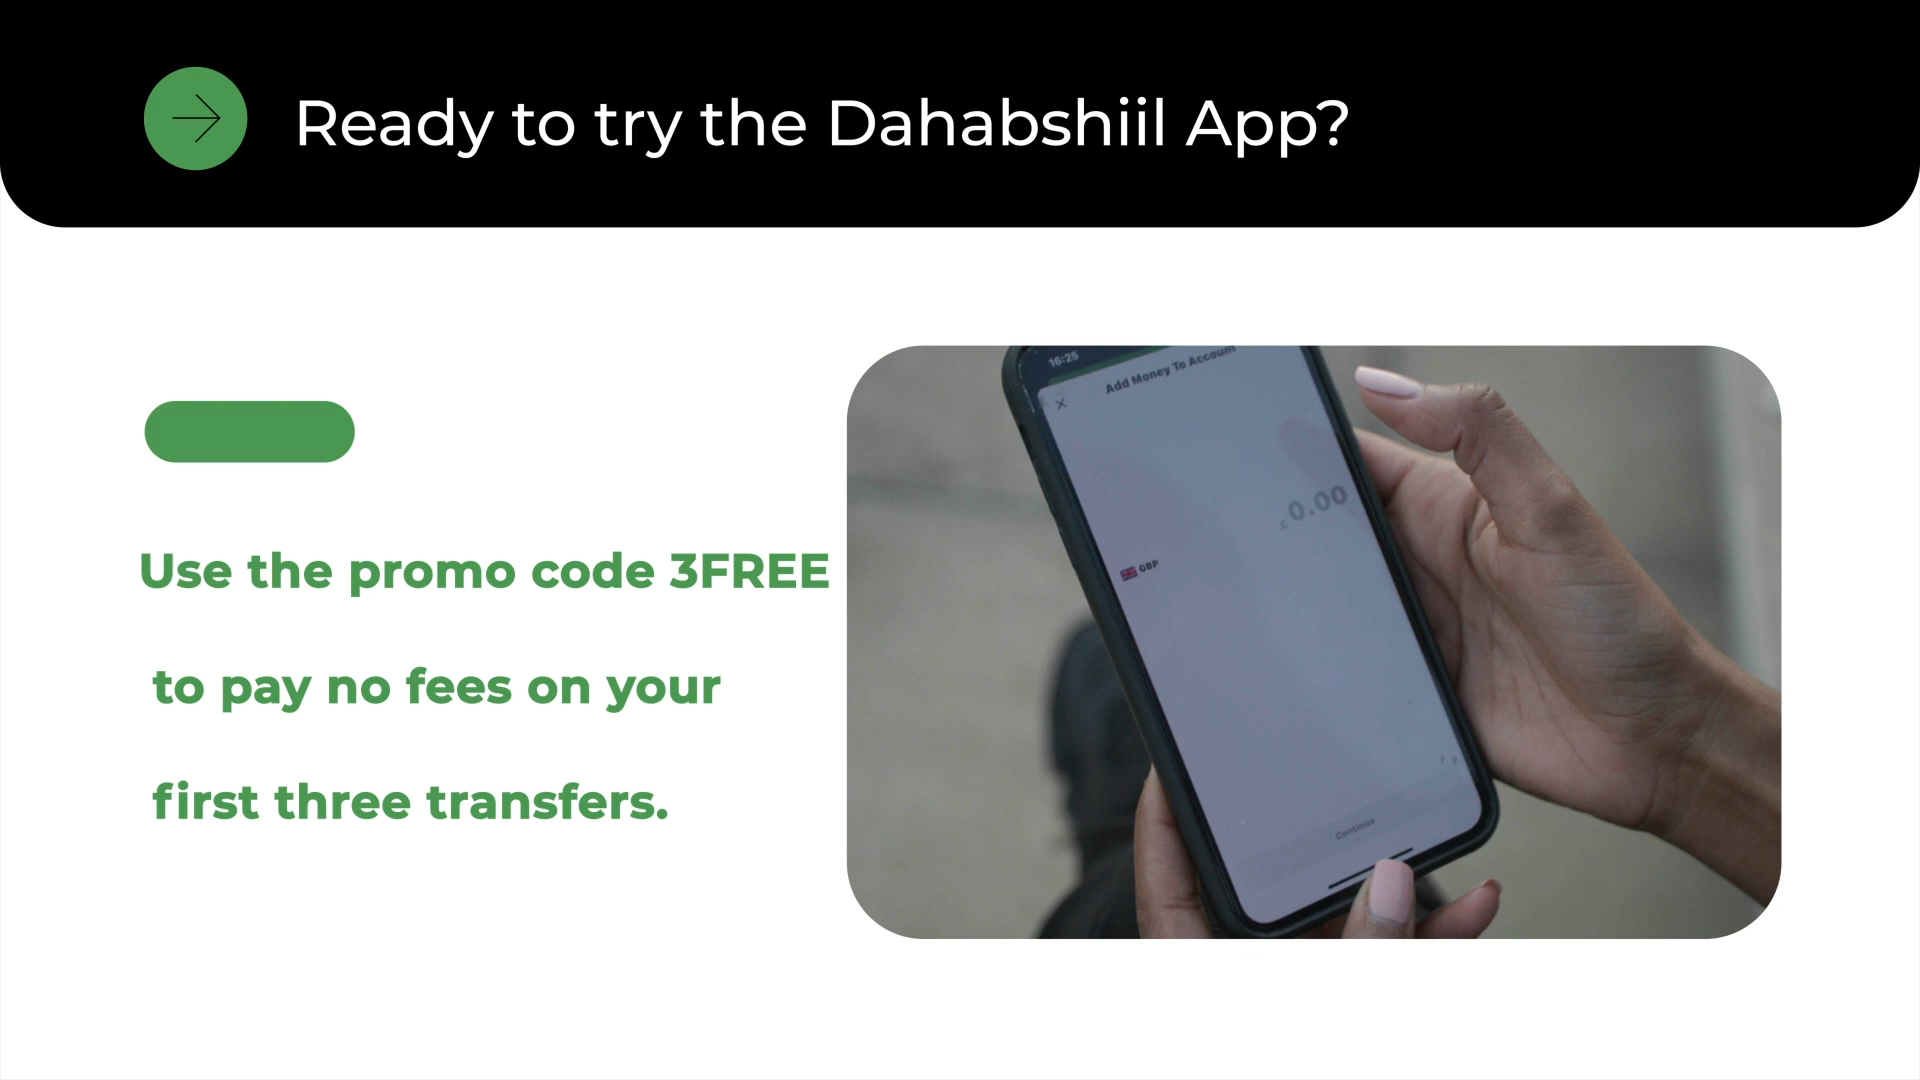 Ready to try the Dahabshiil App?
Use the promo code 3FREE
to pay no fees on your
first three transfers.
16:25
Add Money To Account
£0.00
GBP
Continue